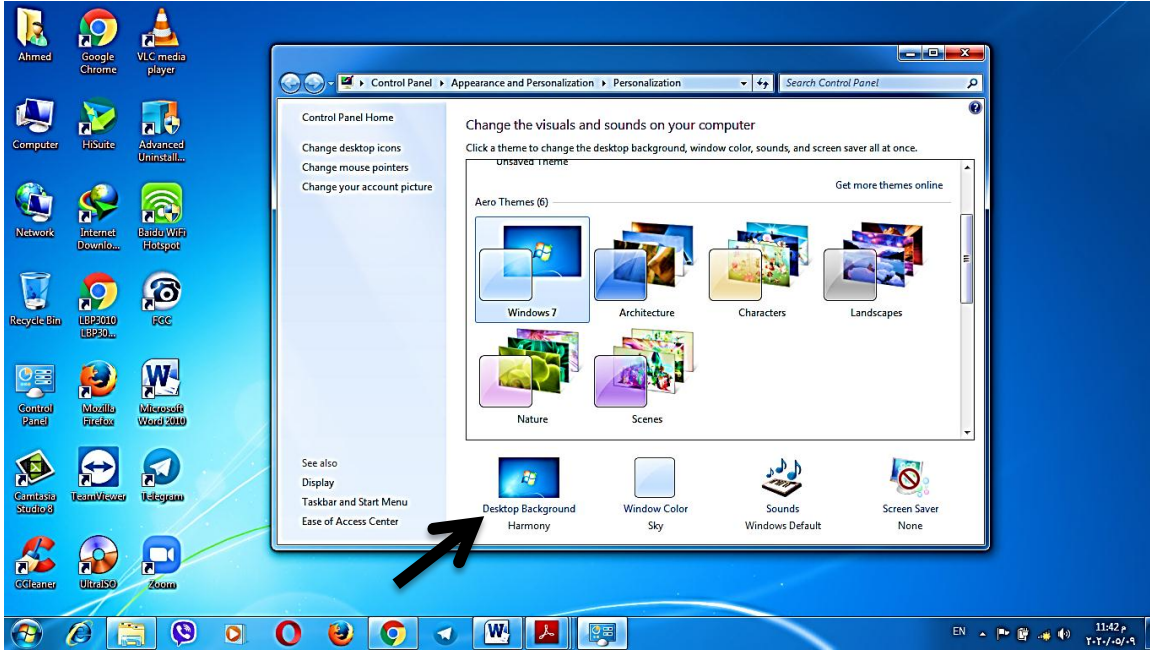 Ahmed
Google
Chrome
VLC media
player
Computer
HiSuite
Advanced
Uninstall...
Network
Internet
Downlo...
Baidu WiFi
Hotspot
Recycle Bin
LBP3010
LBP30...
FGC
Control
Panel
Mozilla
Firefox
Microsoft
Word 2010
Camtasia
Studio 8
TeamViewer
Telegram
CCleaner
UltraISO
Zoom
Control Panel Appearance and Personalization Personalization
Search Control Panel
Control Panel Home
Change desktop icons
Change mouse pointers
Change your account picture
See also
Display
Taskbar and Start Menu
Ease of Access Center
Change the visuals and sounds on your computer
Click a theme to change the desktop background, window color, sounds, and screen saver all at once.
Unsaved Theme
Get more themes online
Aero Themes (6)
Windows 7
Architecture
Characters
Landscapes
Nature
Scenes
Desktop Background
Harmony
Window Color
Sky
Sounds
Windows Default
Screen Saver
None
EN
11:42 م
٢٠٢٠/٠٥/٠٩